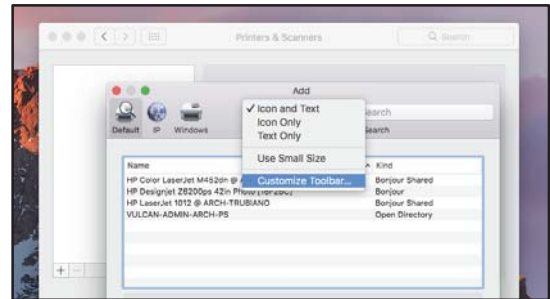 Printers & Scanners
Search
Add
Default
IP
Windows
✓ Icon and Text
Icon Only
Text Only
Use Small Size
Customize Toolbar...
Search
Search
Name
Kind
HP Color LaserJet M452dn @
Bonjour Shared
HP Designjet Z6200ps 42in Photo
Bonjour
HP LaserJet 1012 @ ARCH-TRUBIANO
Bonjour Shared
VULCAN-ADMIN-ARCH-PS
Open Directory